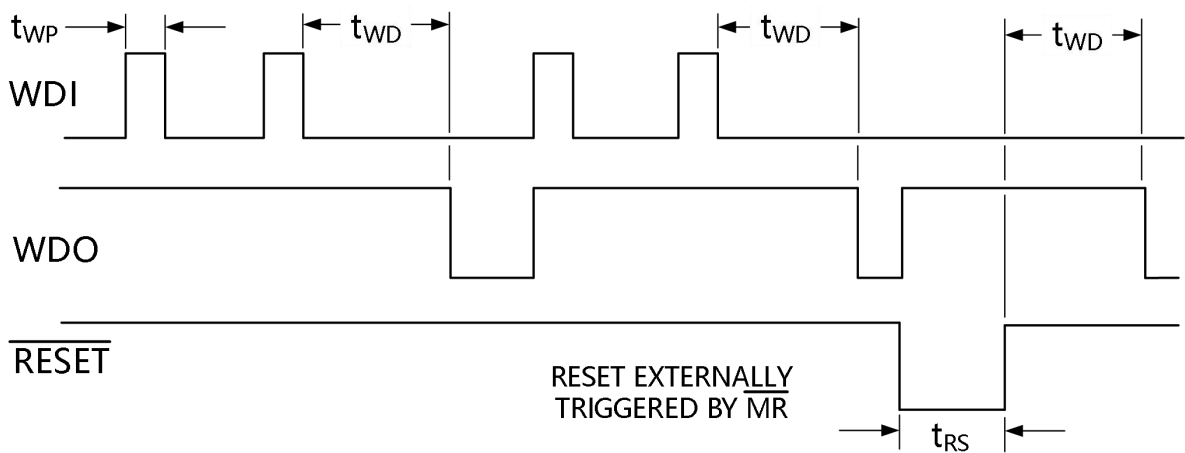 tWP
tWD
tWD
tWD
WDI
WDO
RESET
RESET EXTERNALLY
TRIGGERED BY MR
tRS